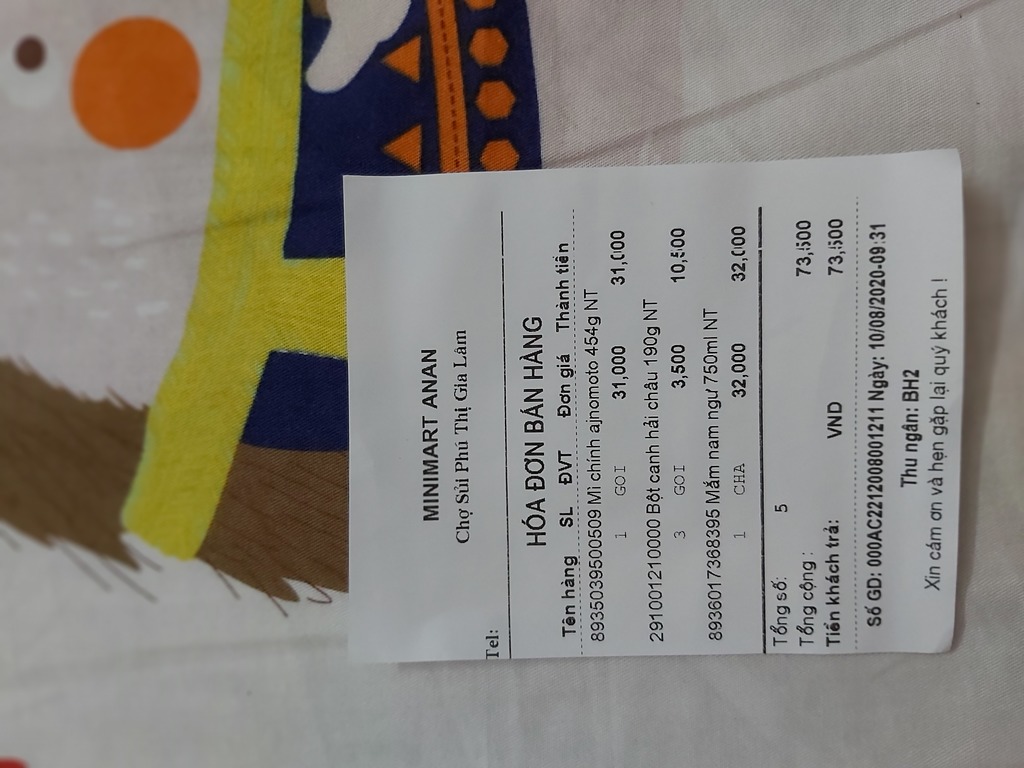 MINIMART ANAN
Chợ Sủi Phú Thị Gia Lâm
Tel:
HÓA ĐƠN BÁN HÀNG
Tên hàng SL ĐVT Đơn giá Thành tiền
8935039500509 Mì chính ajnomoto 454g NT
1 GOI 31,000 31,000
2910012110000 Bột canh hải châu 190g NT
3 GOI 3,500 10,500
8936017368395 Mắm nam ngư 750ml NT
1 CHA 32,000 32,000
Tổng số: 5
Tổng cộng : 73,500
Tiền khách trả: VND 73,500
Số GD: 000AC2212008001211 Ngày: 10/08/2020-09:31
Thu ngân: BH2
Xin cảm ơn và hẹn gặp lại quý khách !